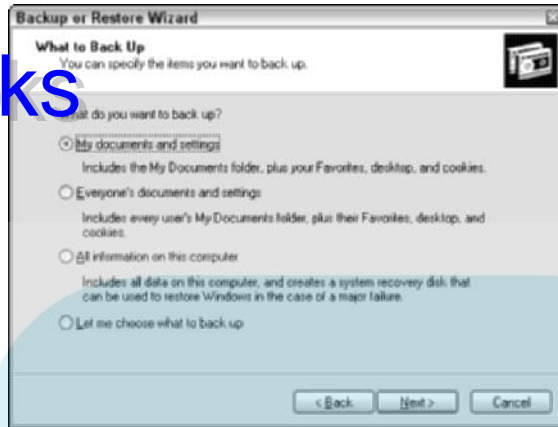 Backup or Restore Wizard
What to Back Up
You can specify the items you want to back up.
ks
What do you want to back up?
My documents and settings
Includes the My Documents folder, plus your Favorites, desktop, and cookies.
Everyone's documents and settings
Includes every user's My Documents folder, plus their Favorites, desktop, and
cookies.
All information on this computer
Includes all data on this computer, and creates a system recovery disk that
can be used to restore Windows in the case of a major failure.
Let me choose what to back up
< Back Next > Cancel